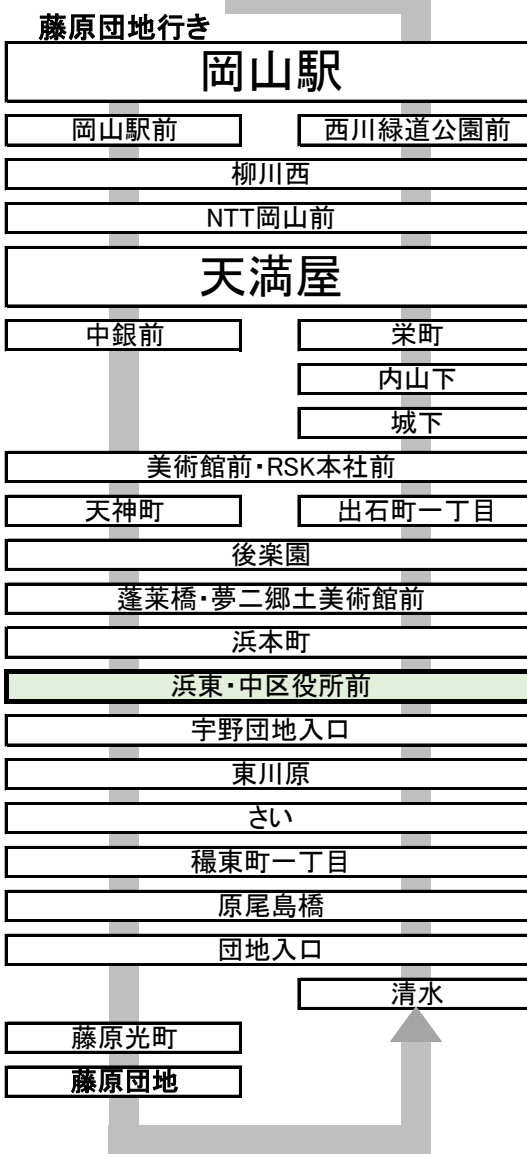 藤原団地行き
岡山駅
岡山駅前 西川緑道公園前
柳川西
NTT岡山前
天満屋
中銀前 栄町
内山下
城下
美術館前・RSK本社前
天神町 出石町一丁目
後楽園
蓬莱橋・夢二郷土美術館前
浜本町
浜東・中区役所前
宇野団地入口
東川原
さい
穝東町一丁目
原尾島橋
団地入口
清水
藤原光町
藤原団地